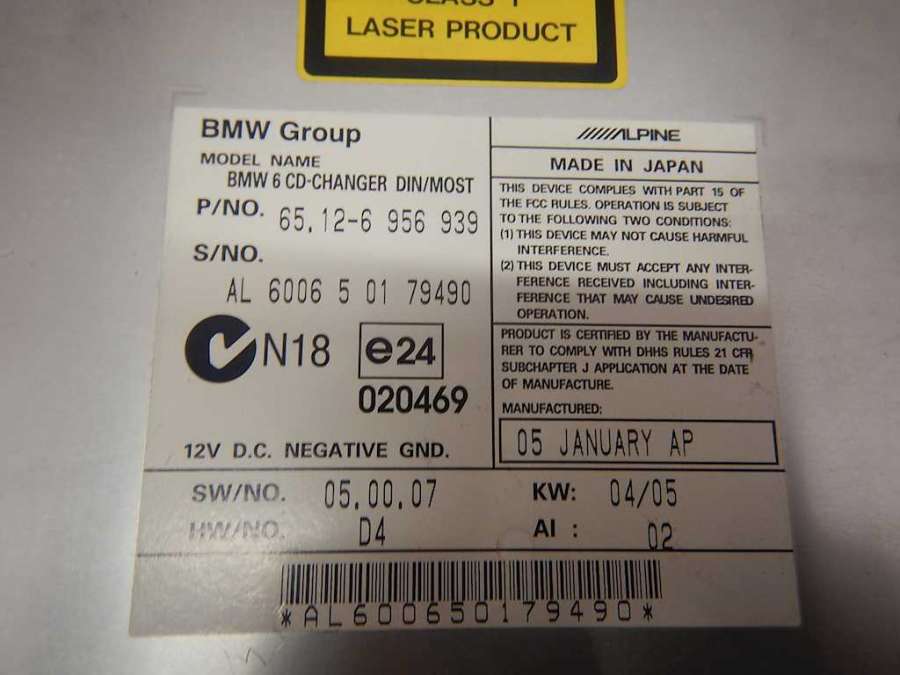 CLASS 1
LASER PRODUCT
BMW Group
MODEL NAME
BMW 6 CD-CHANGER DIN/MOST
P/NO. 65.12-6 956 939
S/NO.
AL 6006 5 01 79490
N18 e24
020469
12V D.C. NEGATIVE GND.
ALPINE
MADE IN JAPAN
THIS DEVICE COMPLIES WITH PART 15 OF
THE FCC RULES. OPERATION IS SUBJECT
TO THE FOLLOWING TWO CONDITIONS:
(1) THIS DEVICE MAY NOT CAUSE HARMFUL
INTERFERENCE.
(2) THIS DEVICE MUST ACCEPT ANY INTER-
FERENCE RECEIVED INCLUDING INTER-
FERENCE THAT MAY CAUSE UNDESIRED
OPERATION.
PRODUCT IS CERTIFIED BY THE MANUFACTU-
RER TO COMPLY WITH DHHS RULES 21 CFR
SUBCHAPTER J APPLICATION AT THE DATE
OF MANUFACTURE.
MANUFACTURED:
05 JANUARY AP
SW/NO. 05.00.07 KW: 04/05
HW/NO. D4 AI : 02
*AL600650179490*